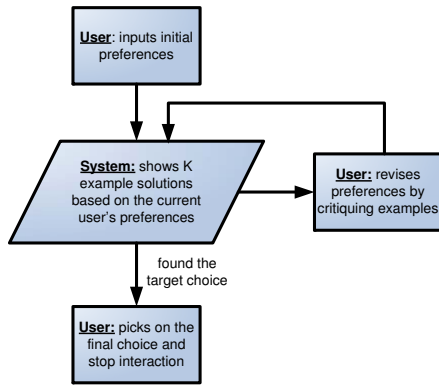 User: inputs initial
preferences
System: shows K
example solutions
based on the current
user's preferences
User: revises
preferences by
critiquing examples
found the
target choice
User: picks on the
final choice and
stop interaction